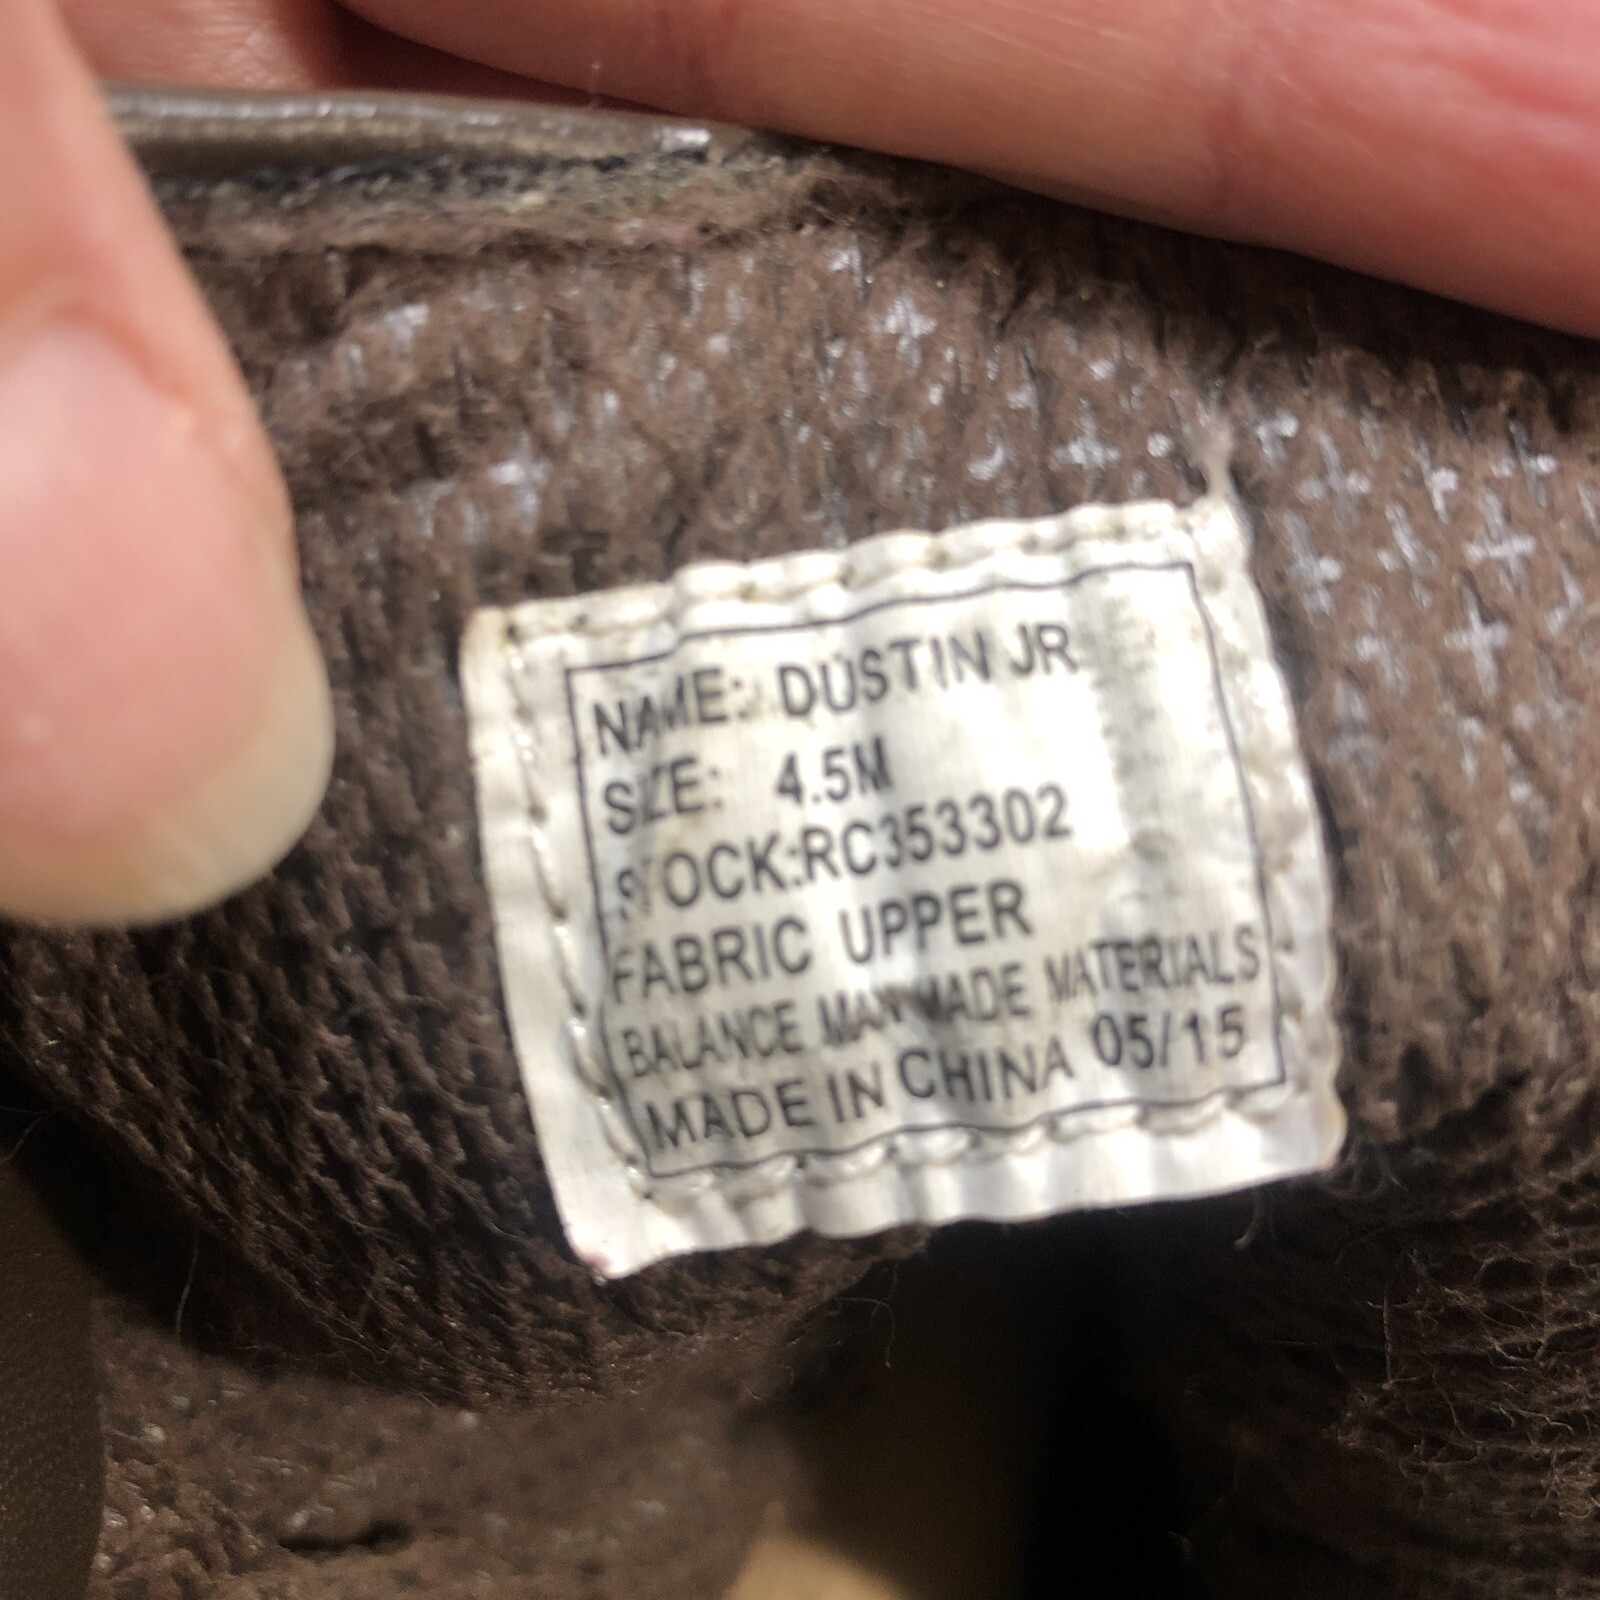 NAME: DUSTIN JR
SIZE: 4.5M
STOCK:RC353302
FABRIC UPPER
BALANCE MAN MADE MATERIALS
MADE IN CHINA 05/15